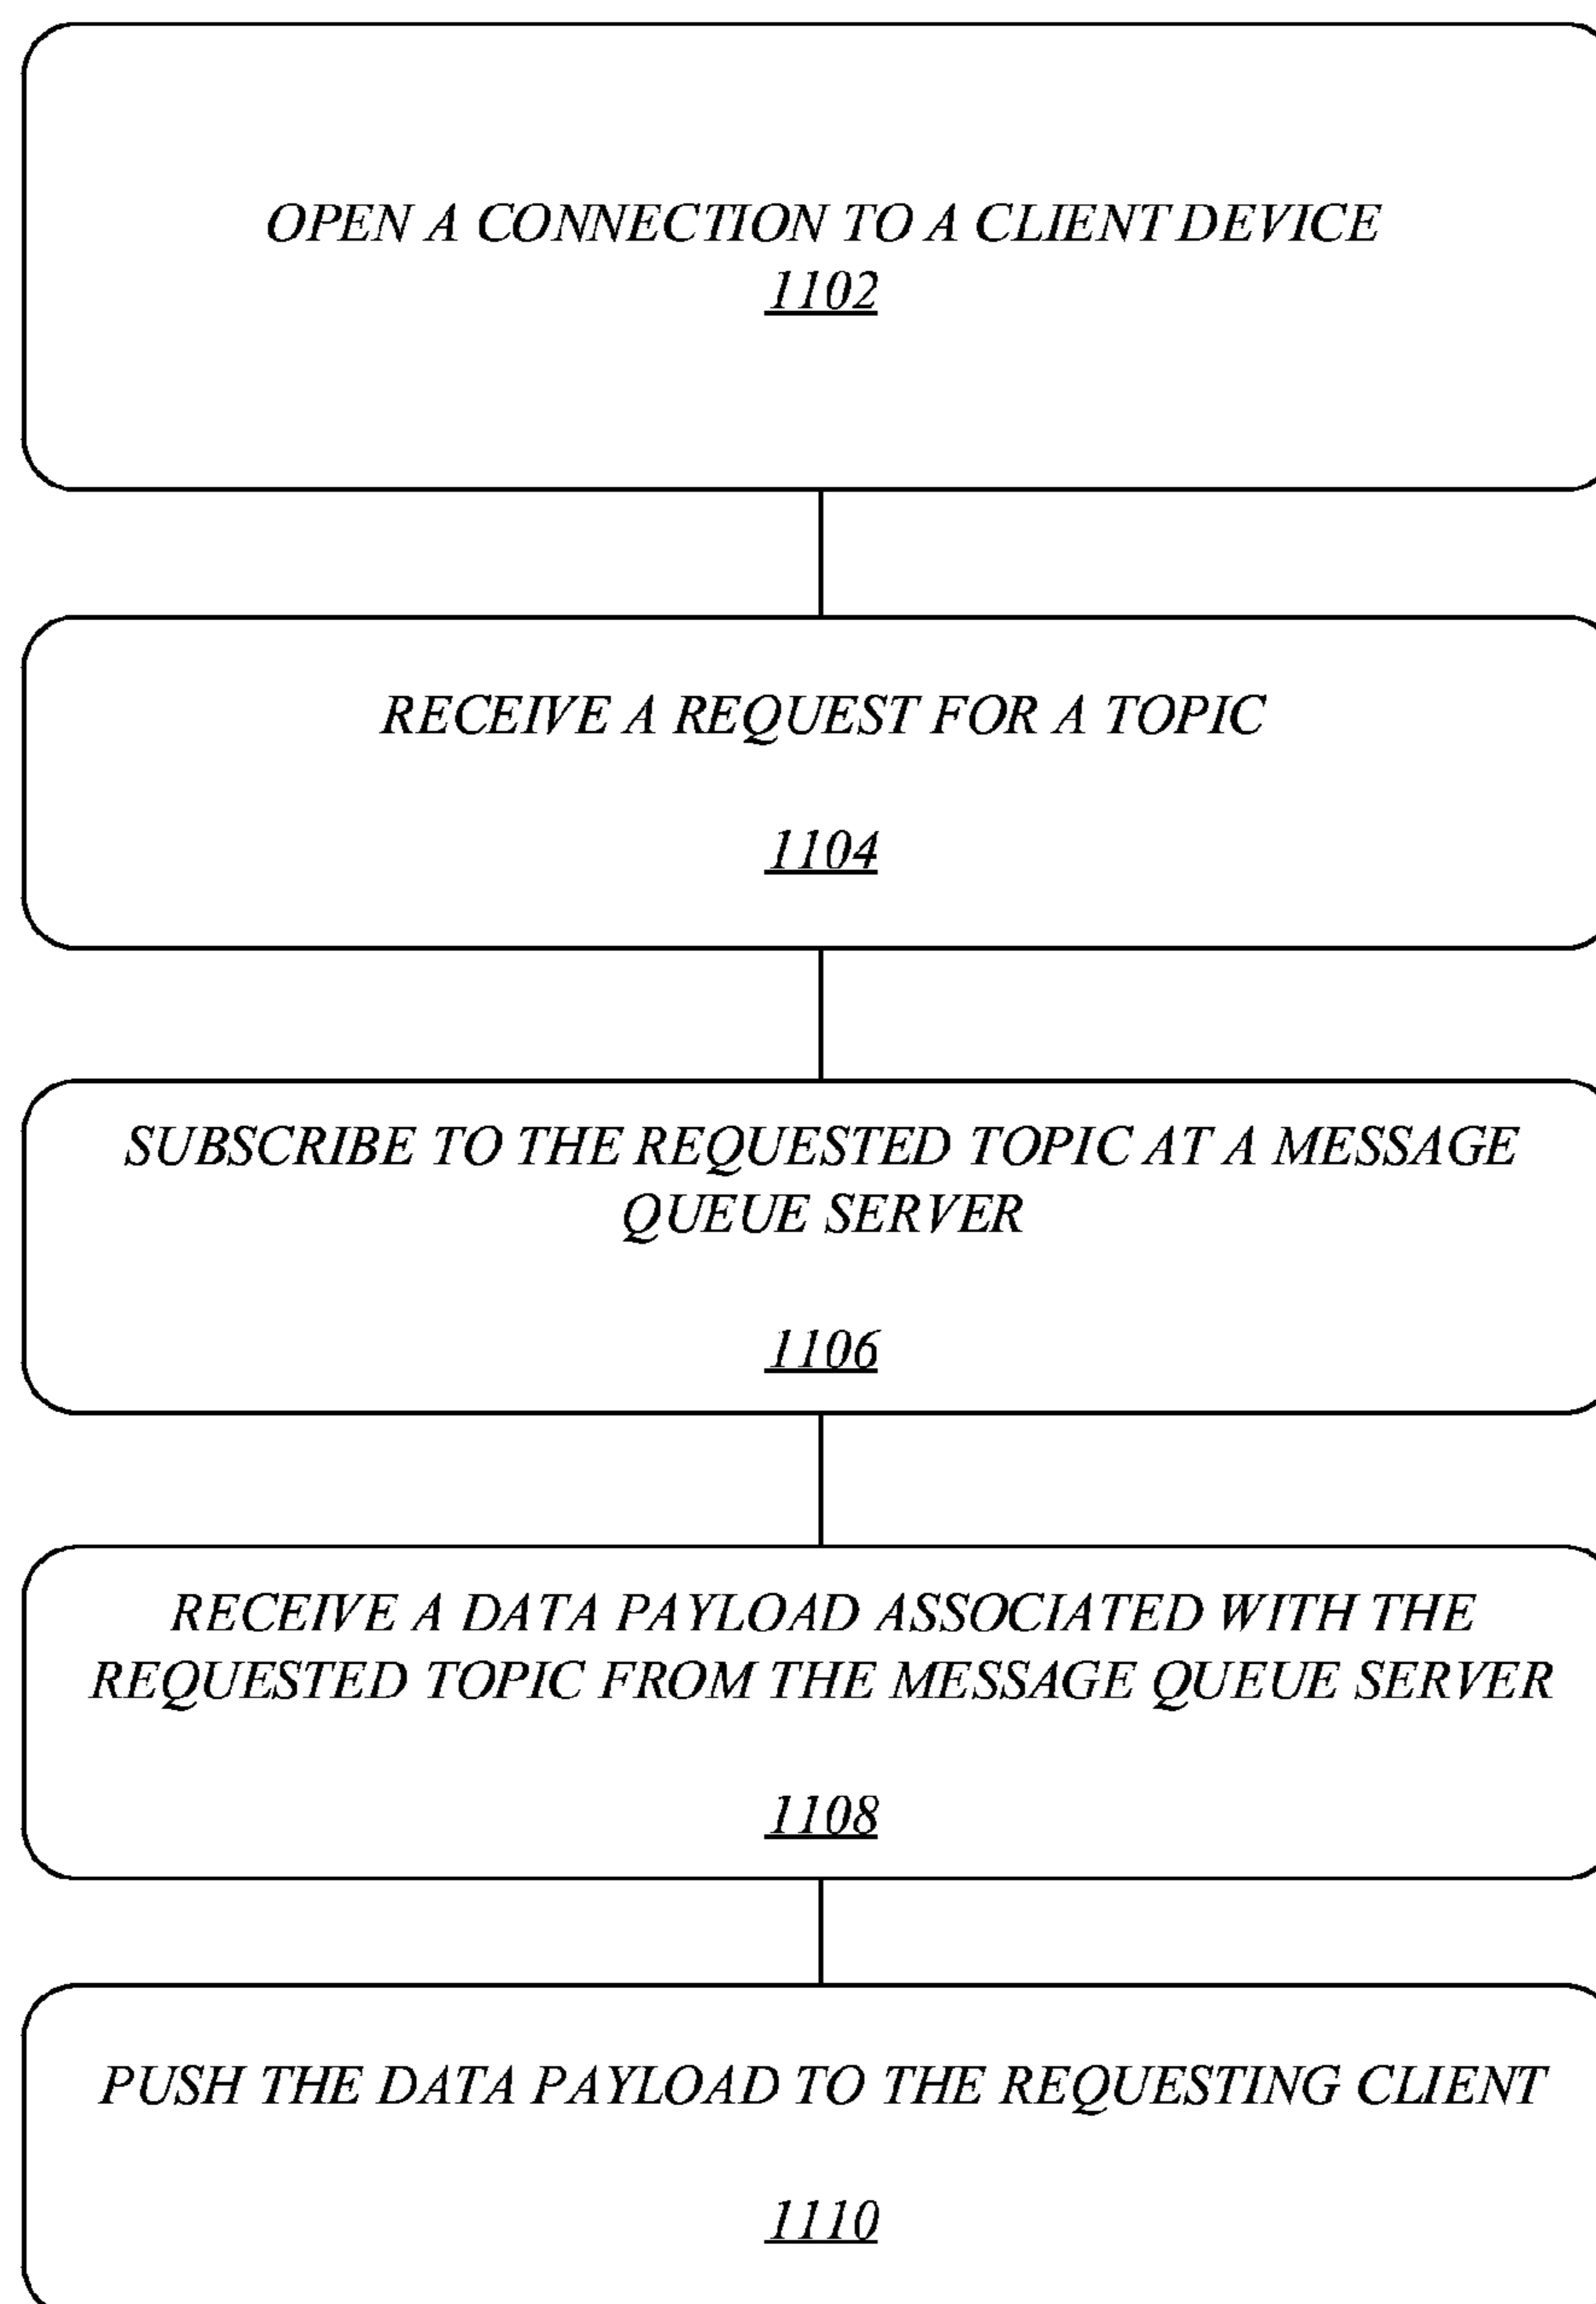 OPEN A CONNECTION TO A CLIENT DEVICE
1102
RECEIVE A REQUEST FOR A TOPIC
1104
SUBSCRIBE TO THE REQUESTED TOPIC AT A MESSAGE
QUEUE SERVER
1106
RECEIVE A DATA PAYLOAD ASSOCIATED WITH THE
REQUESTED TOPIC FROM THE MESSAGE QUEUE SERVER
1108
PUSH THE DATA PAYLOAD TO THE REQUESTING CLIENT
1110